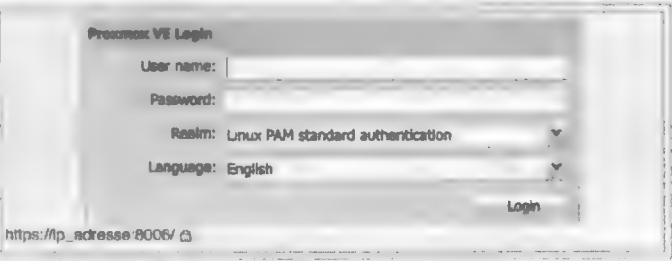 Proxmox VE Login
User name:
Password:
Realm: Linux PAM standard authentication
Language: English
Login
https://ip_adresse:8006/